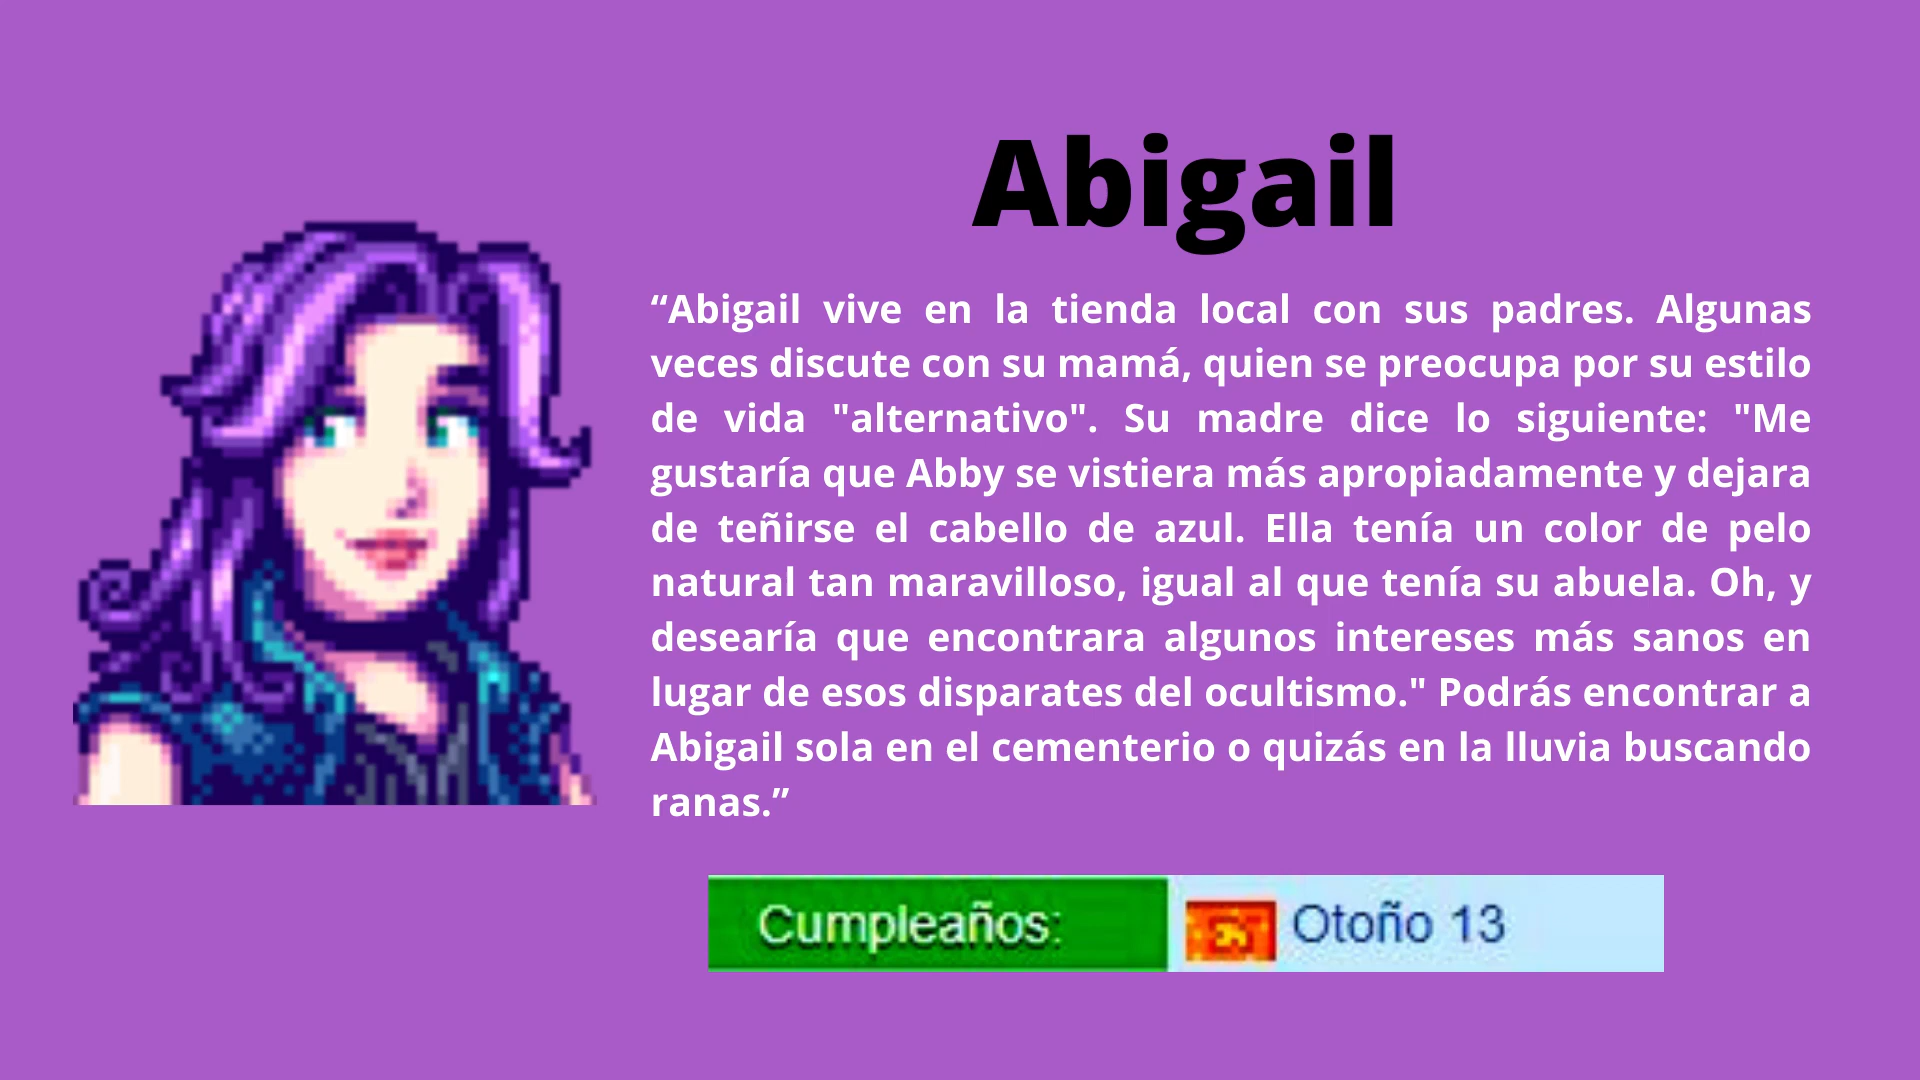 Abigail
“Abigail vive en la tienda local con sus padres. Algunas
veces discute con su mamá, quien se preocupa por su estilo
de vida "alternativo". Su madre dice lo siguiente: "Me
gustaría que Abby se vistiera más apropiadamente y dejara
de teñirse el cabello de azul. Ella tenía un color de pelo
natural tan maravilloso, igual al que tenía su abuela. Oh, y
desearía que encontrara algunos intereses más sanos en
lugar de esos disparates del ocultismo." Podrás encontrar a
Abigail sola en el cementerio o quizás en la lluvia buscando
ranas.”
Cumpleaños: Otoño 13